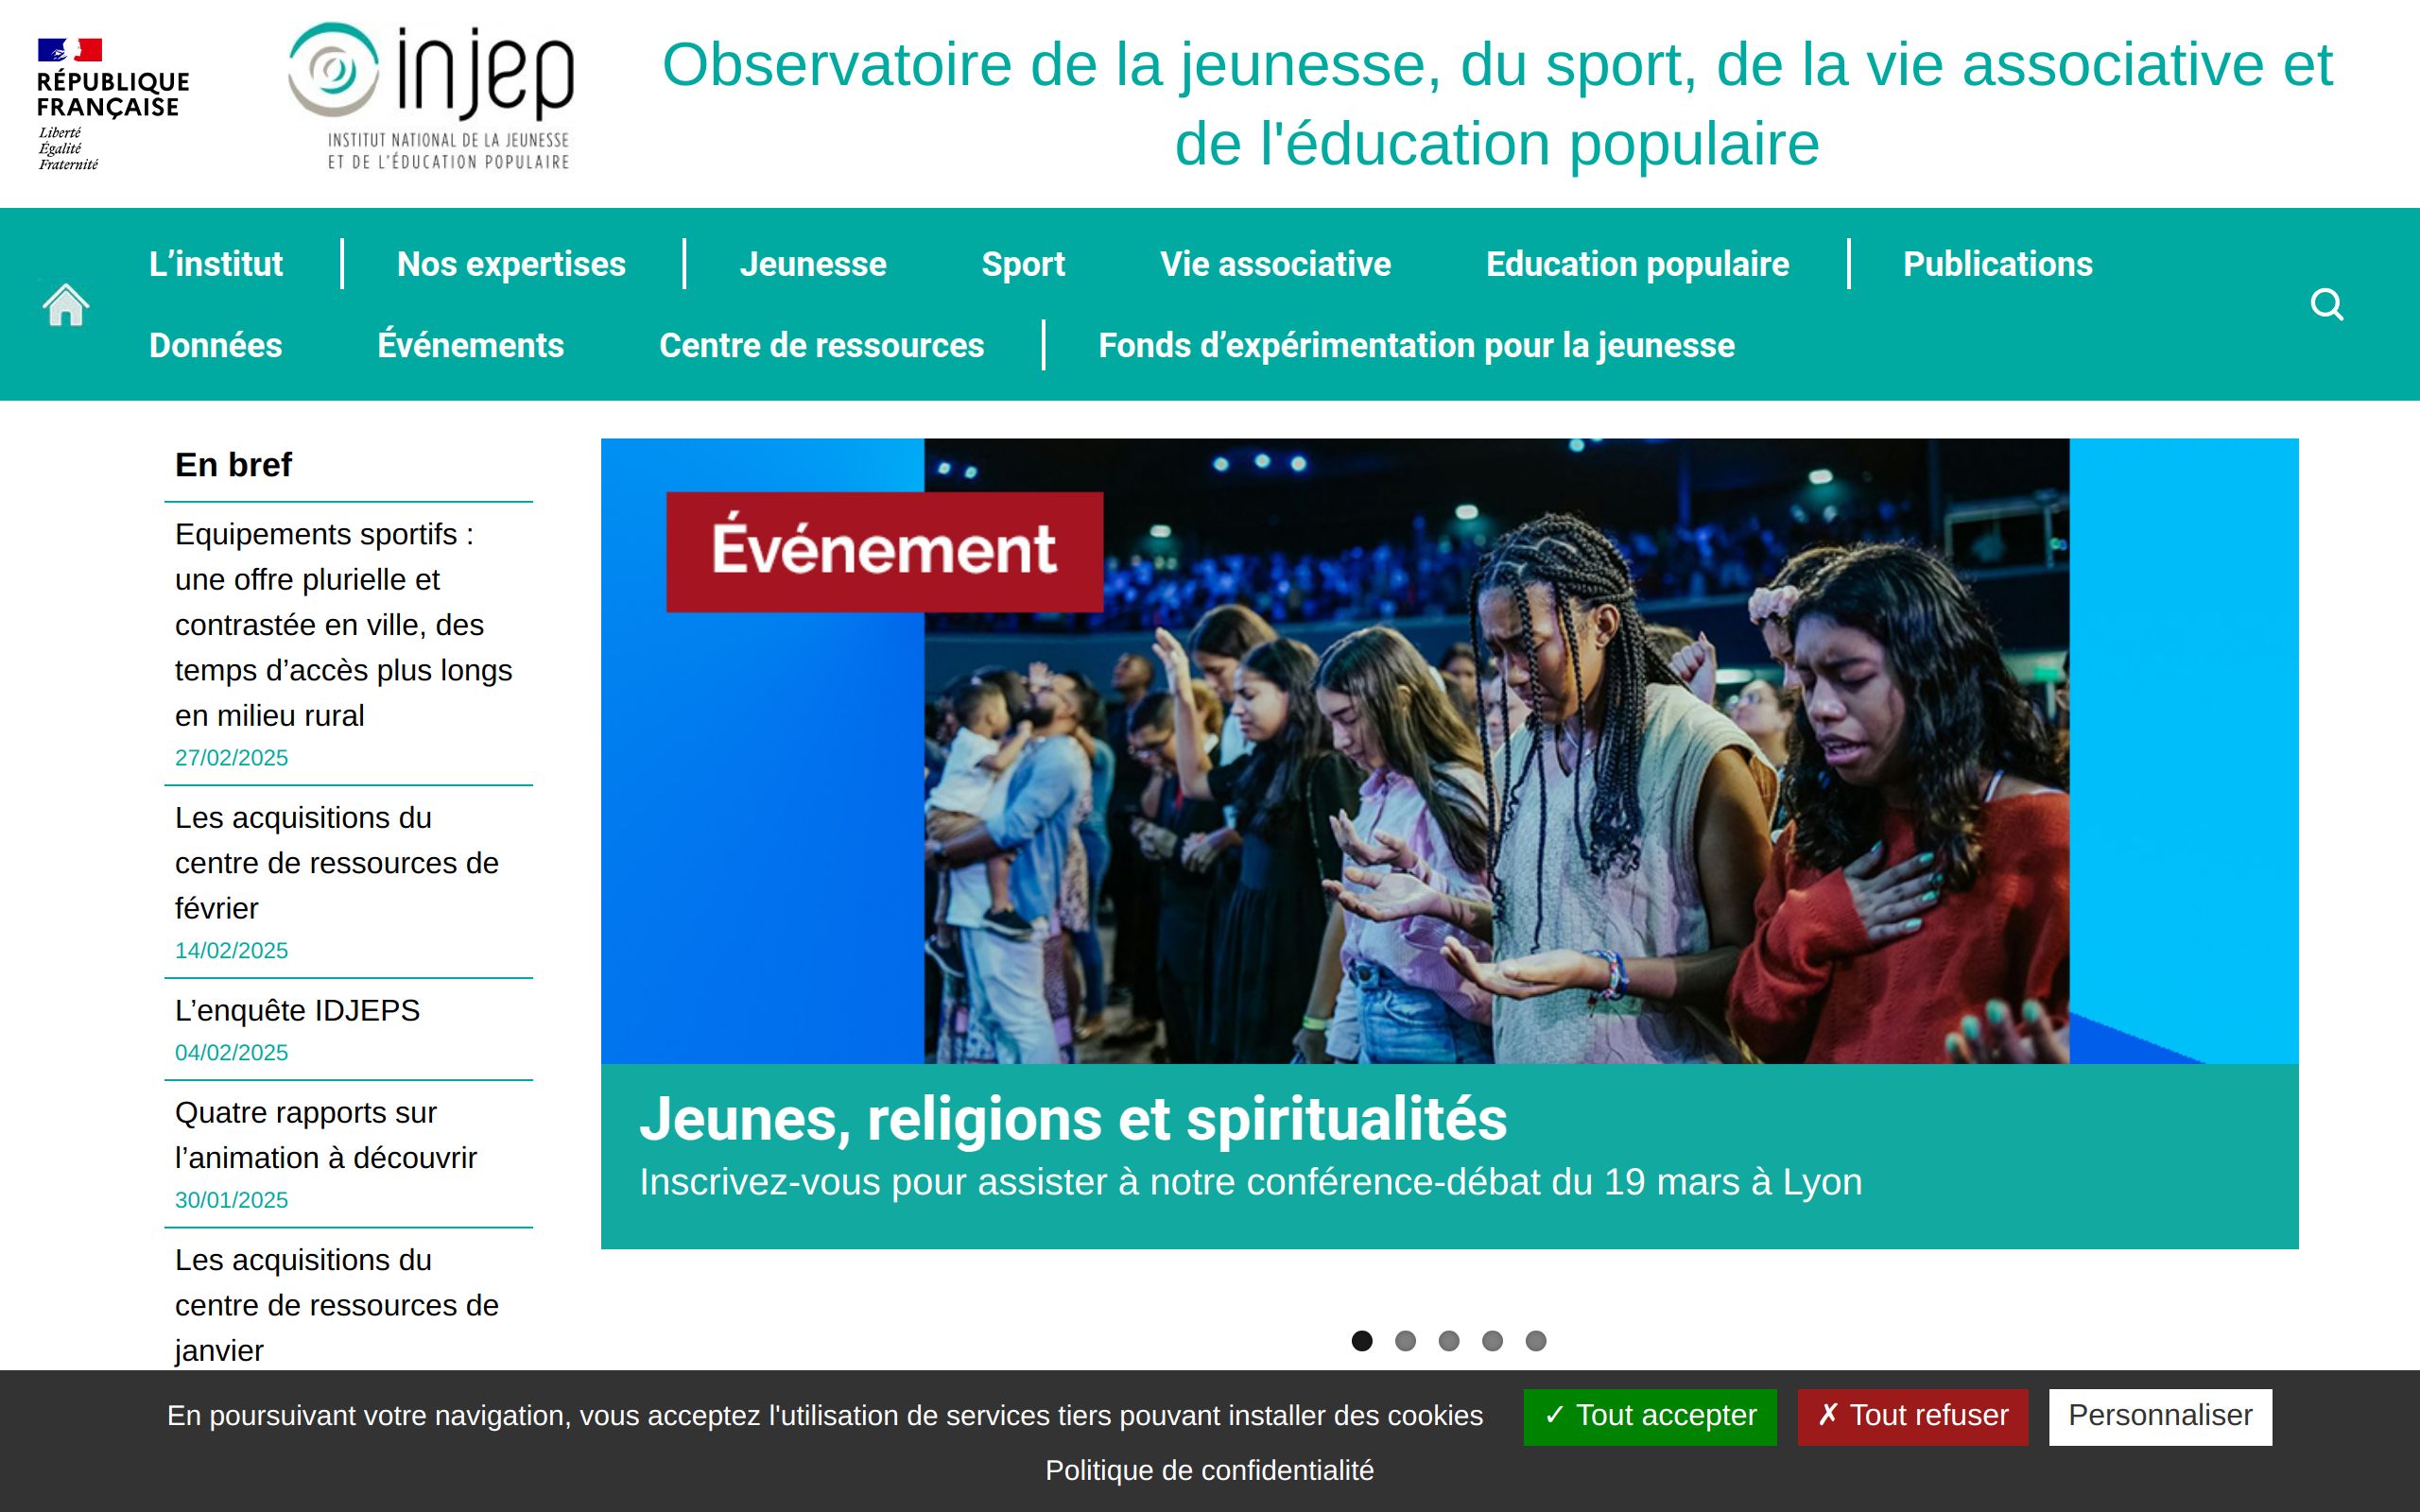 RÉPUBLIQUE
FRANÇAISE
Liberté
Égalité
Fraternité
injep
INSTITUT NATIONAL DE LA JEUNESSE
ET DE L'ÉDUCATION POPULAIRE
Observatoire de la jeunesse, du sport, de la vie associative et
de l'éducation populaire
L’institut
Nos expertises
Jeunesse
Sport
Vie associative
Education populaire
Publications
Données
Événements
Centre de ressources
Fonds d’expérimentation pour la jeunesse
En bref
Equipements sportifs :
une offre plurielle et
contrastée en ville, des
temps d’accès plus longs
en milieu rural
27/02/2025
Les acquisitions du
centre de ressources de
février
14/02/2025
L’enquête IDJEPS
04/02/2025
Quatre rapports sur
l’animation à découvrir
30/01/2025
Les acquisitions du
centre de ressources de
janvier
Événement
Jeunes, religions et spiritualités
Inscrivez-vous pour assister à notre conférence-débat du 19 mars à Lyon
En poursuivant votre navigation, vous acceptez l'utilisation de services tiers pouvant installer des cookies
✓ Tout accepter
✗ Tout refuser
Personnaliser
Politique de confidentialité